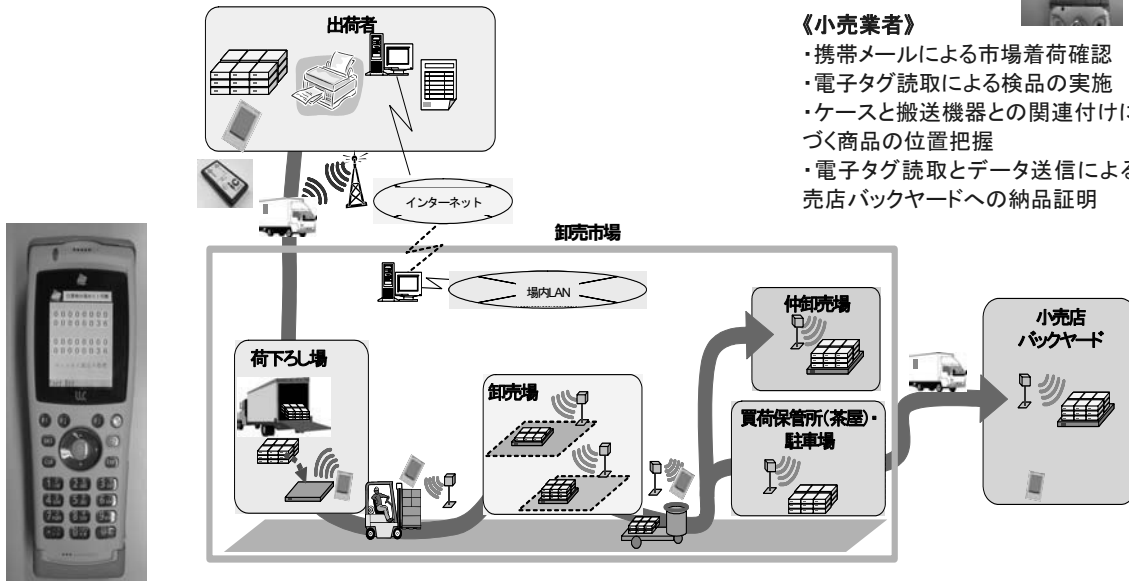 出荷者
《小売業者》
・携帯メールによる市場着荷確認
・電子タグ読取による検品の実施
・ケースと搬送機器との関連付けに
づく商品の位置把握
・電子タグ読取とデータ送信による
売店バックヤードへの納品証明
インターネット
卸売市場
場内LAN
荷下ろし場
卸売場
仲卸売場
買荷保管所(茶屋)・
駐車場
小売店
バックヤード